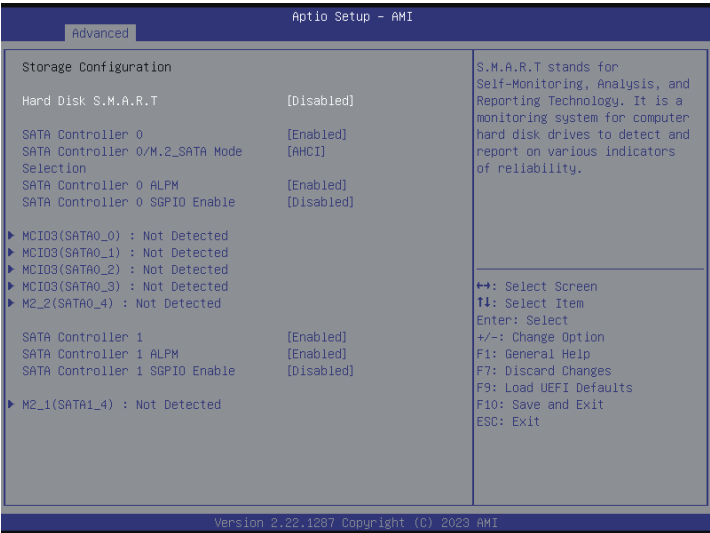 Aptio Setup - AMI
Advanced
Storage Configuration
Hard Disk S.M.A.R.T [Disabled]
SATA Controller 0 [Enabled]
SATA Controller 0/M.2_SATA Mode [AHCI]
Selection
SATA Controller 0 ALPM [Enabled]
SATA Controller 0 SGPIO Enable [Disabled]
▶ MCIO3(SATA0_0) : Not Detected
▶ MCIO3(SATA0_1) : Not Detected
▶ MCIO3(SATA0_2) : Not Detected
▶ MCIO3(SATA0_3) : Not Detected
▶ M2_2(SATA0_4) : Not Detected
SATA Controller 1 [Enabled]
SATA Controller 1 ALPM [Enabled]
SATA Controller 1 SGPIO Enable [Disabled]
▶ M2_1(SATA1_4) : Not Detected
S.M.A.R.T stands for
Self-Monitoring, Analysis, and
Reporting Technology. It is a
monitoring system for computer
hard disk drives to detect and
report on various indicators
of reliability.
↔: Select Screen
↑↓: Select Item
Enter: Select
+/-: Change Option
F1: General Help
F7: Discard Changes
F9: Load UEFI Defaults
F10: Save and Exit
ESC: Exit
Version 2.22.1287 Copyright (C) 2023 AMI